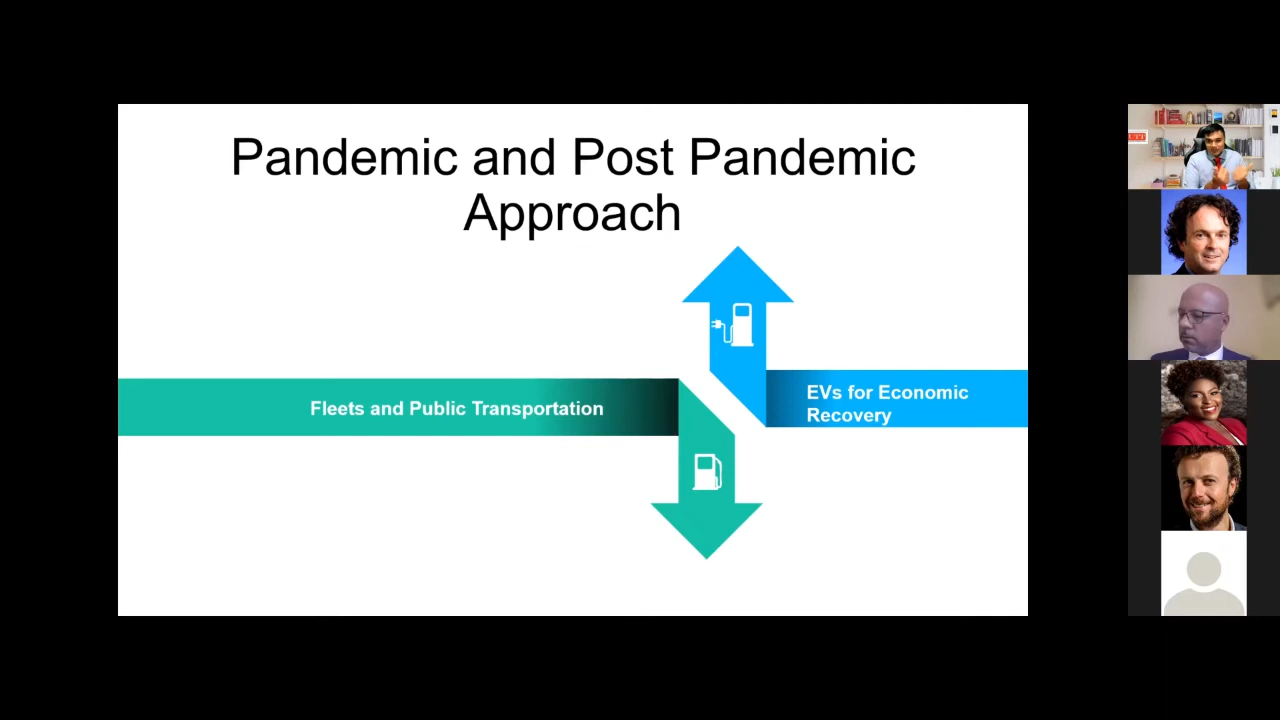 Pandemic and Post Pandemic
Approach
Fleets and Public Transportation
EVs for Economic
Recovery